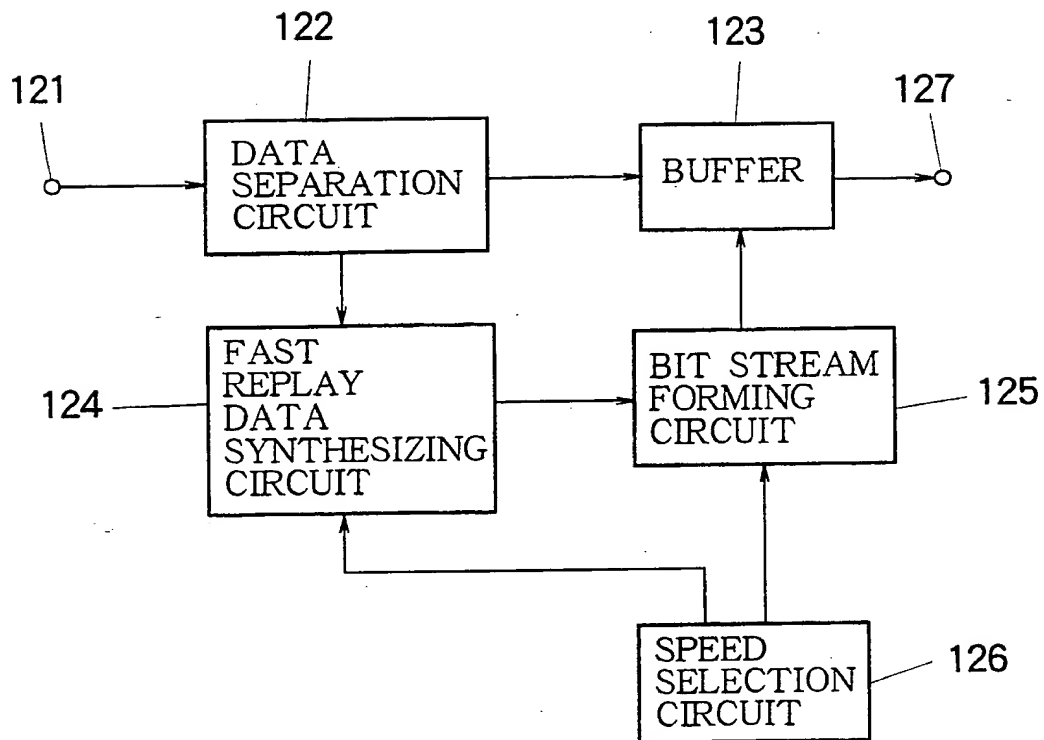 122
123
121
127
DATA
SEPARATION
CIRCUIT
BUFFER
FAST
REPLAY
DATA
SYNTHESIZING
CIRCUIT
124
BIT STREAM
FORMING
CIRCUIT
125
SPEED
SELECTION
CIRCUIT
126